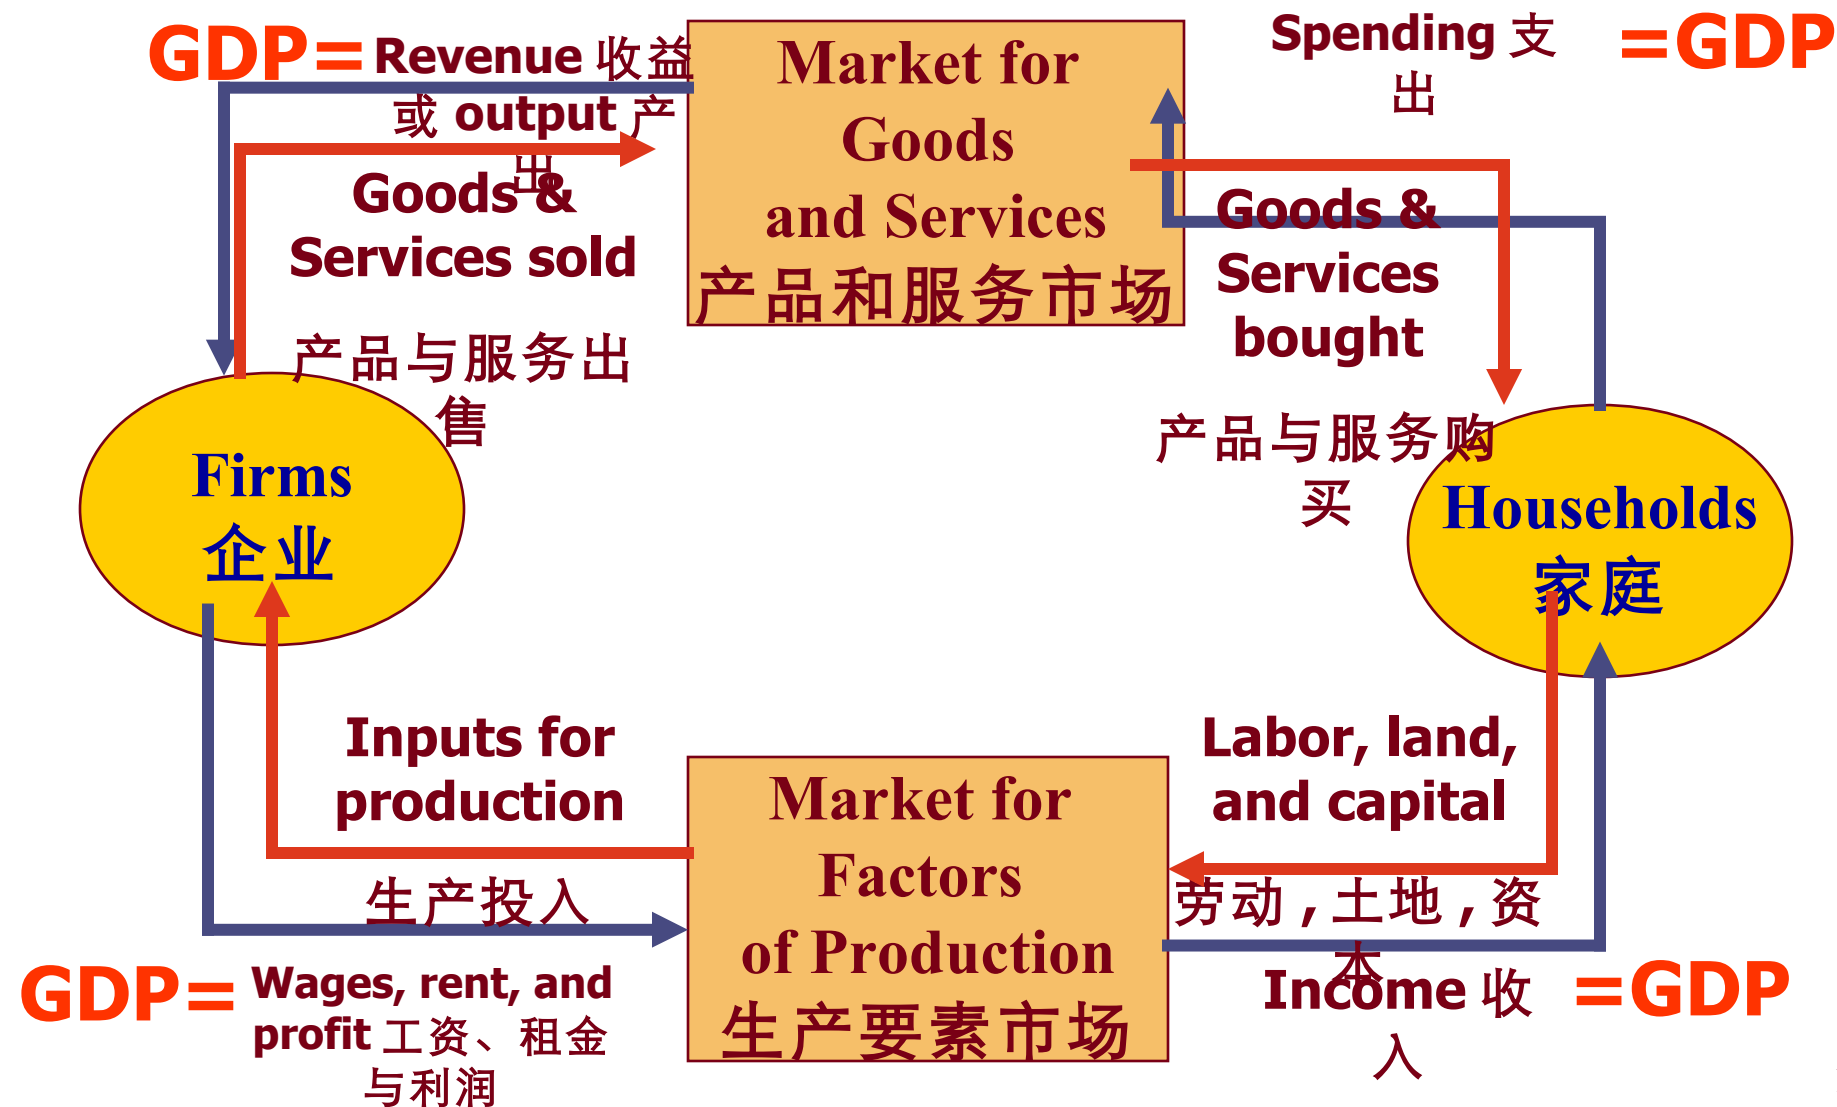 GDP=
Revenue 收益
或 output 产
出
Market for
Goods
and Services
产品和服务市场
Spending 支
出
=GDP
Goods &
Services sold
产品与服务出
售
Goods &
Services
bought
产品与服务购
买
Firms
企业
Households
家庭
Inputs for
production
生产投入
Market for
Factors
of Production
生产要素市场
Labor, land,
and capital
劳动,土地,资
本
GDP=
Wages, rent, and
profit 工资、租金
与利润
Income 收
入
=GDP